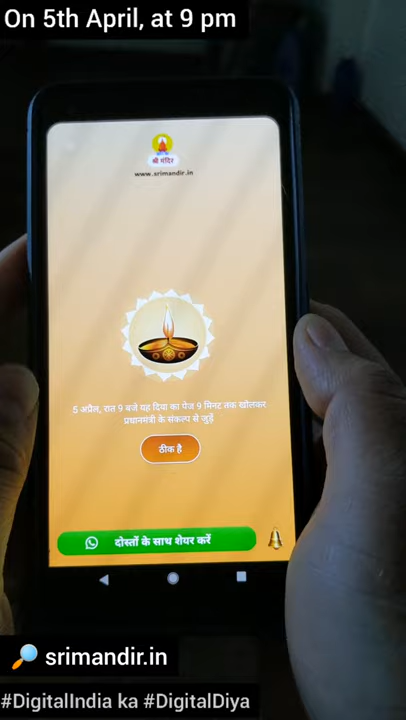 On 5th April, at 9 pm
श्री मंदिर
www.srimandir.in
5 अप्रैल, रात 9 बजे यह दिया का पेज 9 मिनट तक खोलकर
प्रधानमंत्री के संकल्प से जुड़ें
ठीक है
दोस्तों के साथ शेयर करें
srimandir.in
#DigitalIndia ka #DigitalDiya